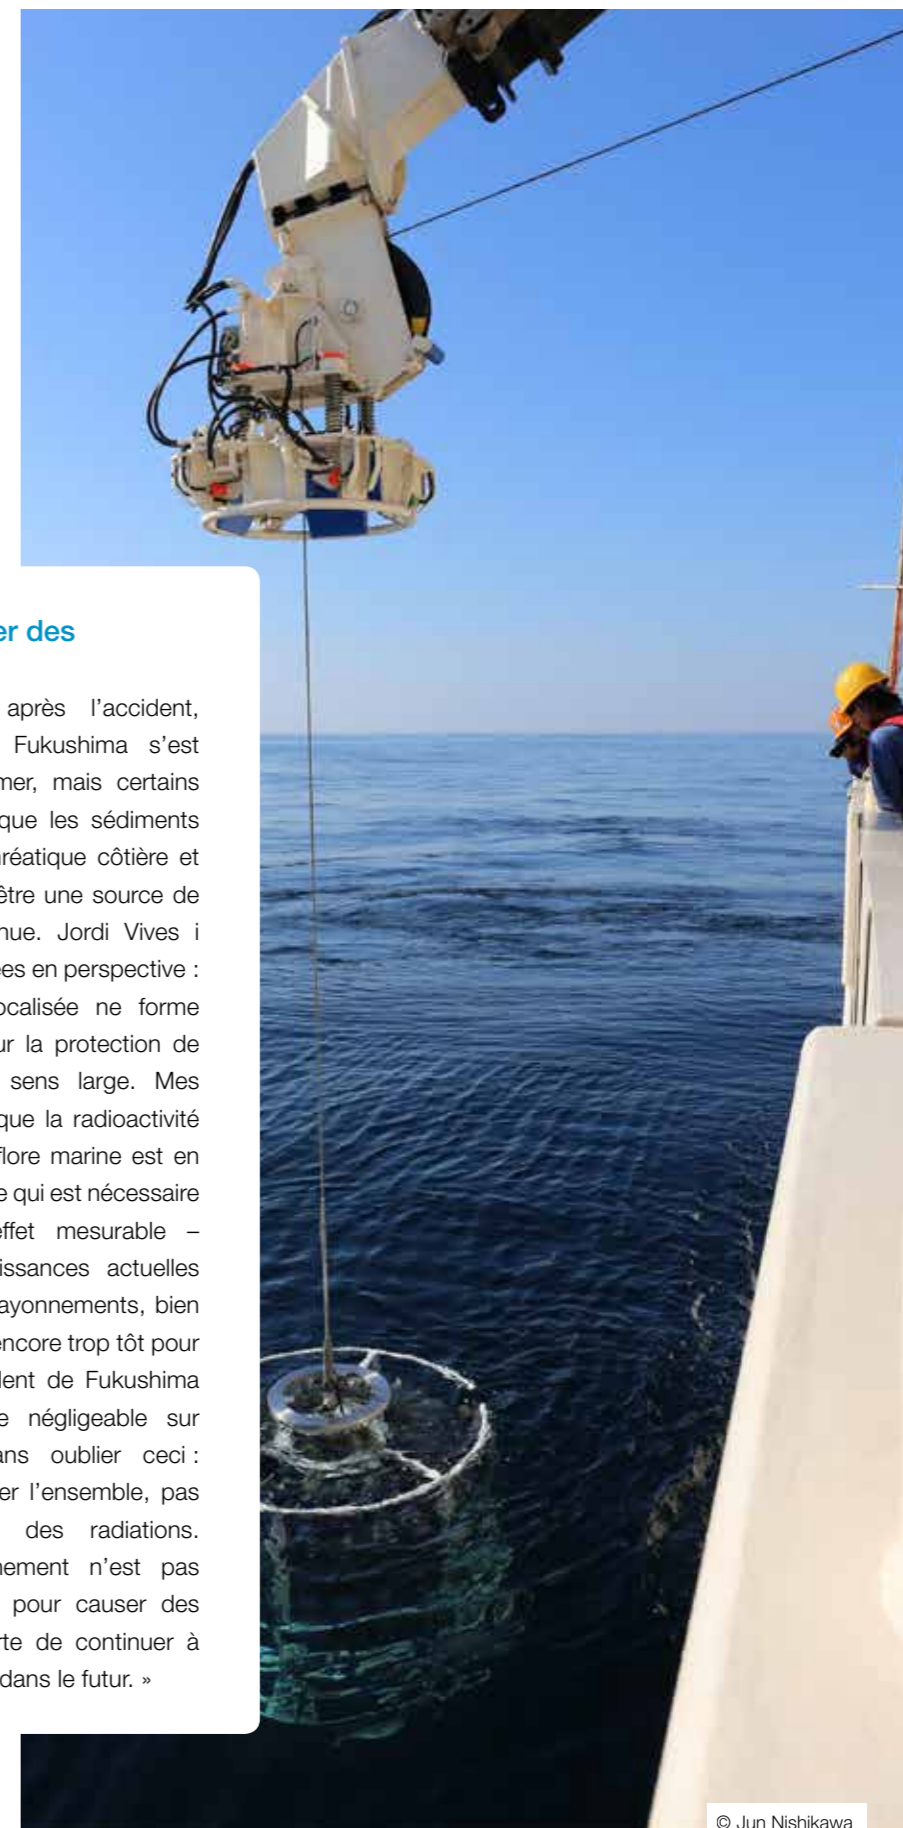 er des
après l’accident,
Fukushima s’est
mer, mais certains
que les sédiments
hréatique côtière et
être une source de
nue. Jordi Vives i
es en perspective :
ocalisée ne forme
ur la protection de
sens large. Mes
que la radioactivité
flore marine est en
e qui est nécessaire
effet mesurable –
issances actuelles
ayonnements, bien
encore trop tôt pour
dent de Fukushima
e négligeable sur
ans oublier ceci :
er l’ensemble, pas
des radiations.
nement n’est pas
pour causer des
rte de continuer à
dans le futur. »
© Jun Nishikawa